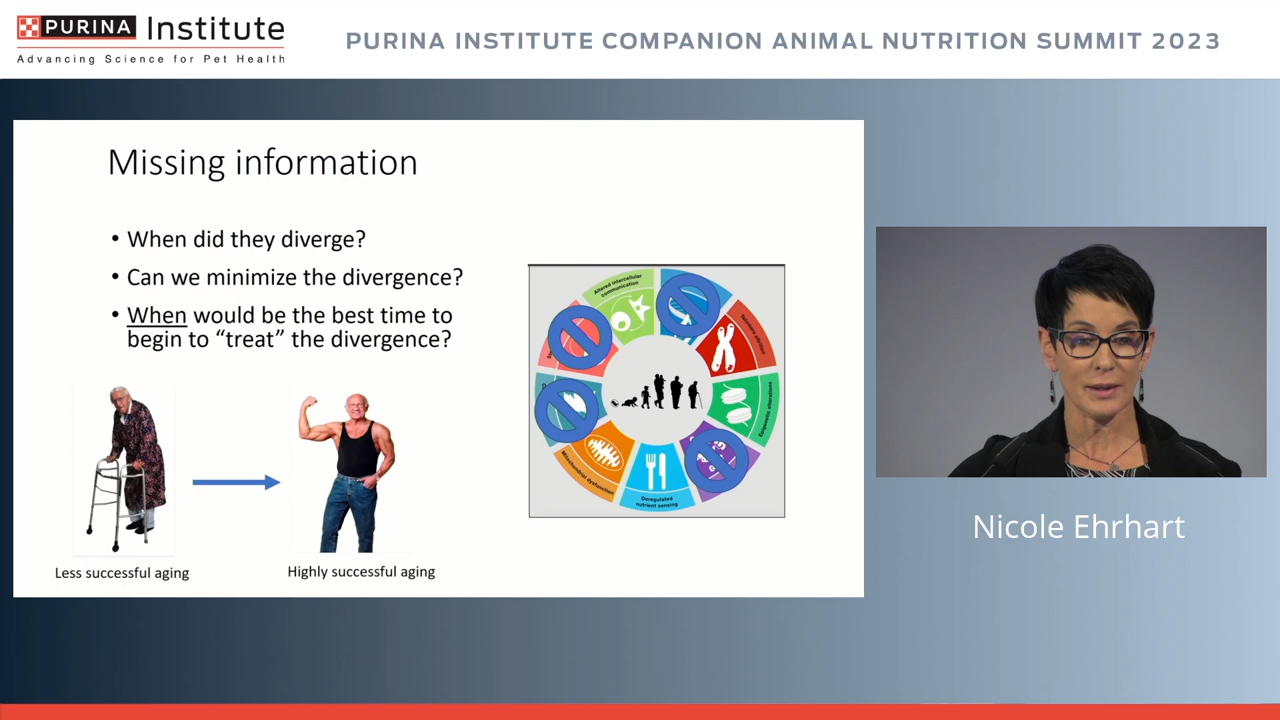 PURINA Institute
Advancing Science for Pet Health
PURINA INSTITUTE COMPANION ANIMAL NUTRITION SUMMIT 2023
Missing information
• When did they diverge?
• Can we minimize the divergence?
• When would be the best time to
begin to “treat” the divergence?
Less successful aging
Highly successful aging
Altered intercellular
communication
Telomere attrition
Epigenetic alterations
Deregulated
nutrient sensing
Mitochondrial dysfunction
Nicole Ehrhart